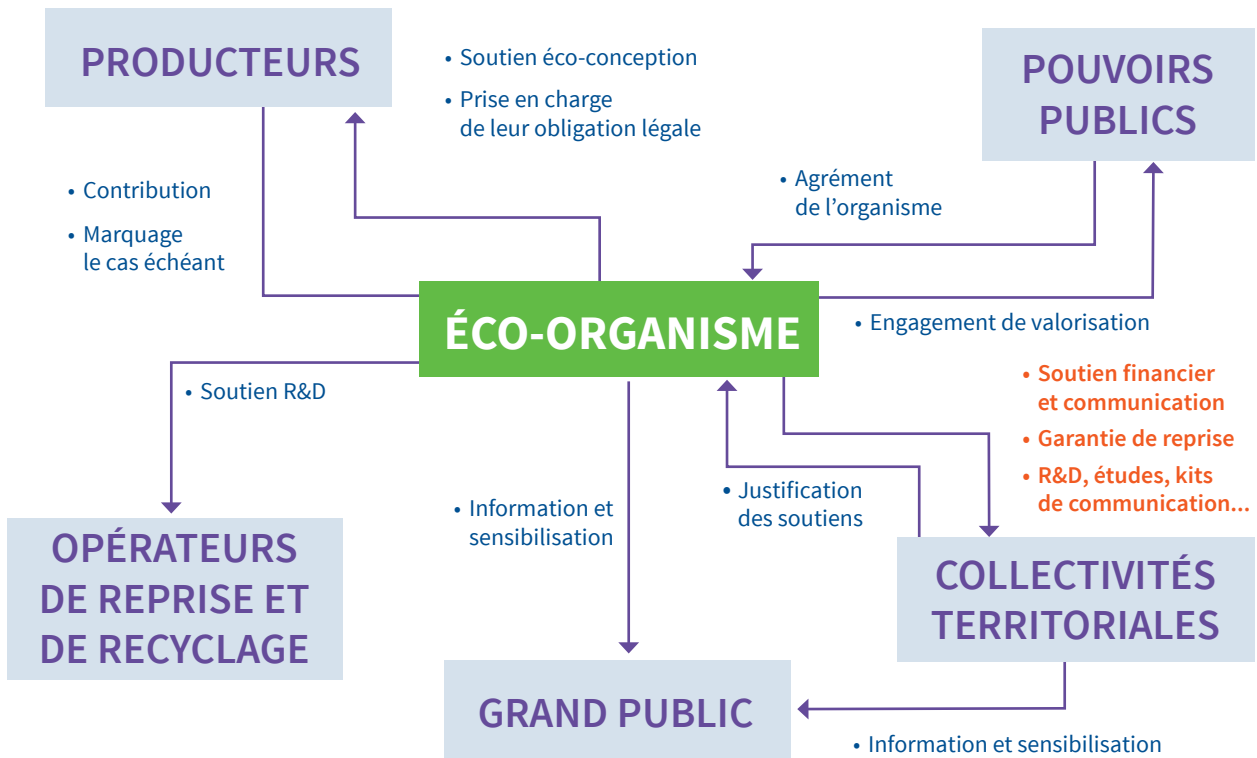 PRODUCTEURS
• Soutien éco-conception
• Prise en charge
de leur obligation légale
POUVOIRS
PUBLICS
• Contribution
• Marquage
le cas échéant
• Agrément
de l’organisme
ÉCO-ORGANISME
• Engagement de valorisation
• Soutien R&D
• Soutien financier
et communication
• Garantie de reprise
• R&D, études, kits
de communication...
• Information et
sensibilisation
• Justification
des soutiens
OPÉRATEURS
DE REPRISE ET
DE RECYCLAGE
COLLECTIVITÉS
TERRITORIALES
GRAND PUBLIC
• Information et sensibilisation